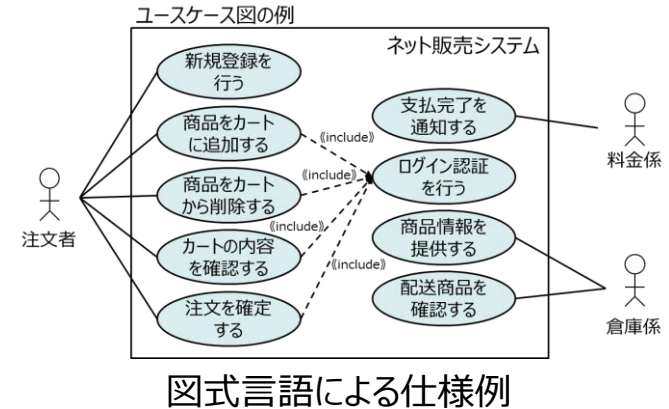 ユースケース図の例
ネット販売システム
新規登録を
行う
商品をカート
に追加する
商品をカート
から削除する
カートの内容
を確認する
注文を確定
する
《include》
《include》
《include》
《include》
支払完了を
通知する
ログイン認証
を行う
商品情報を
提供する
配送商品を
確認する
注文者
料金係
倉庫係
図式言語による仕様例